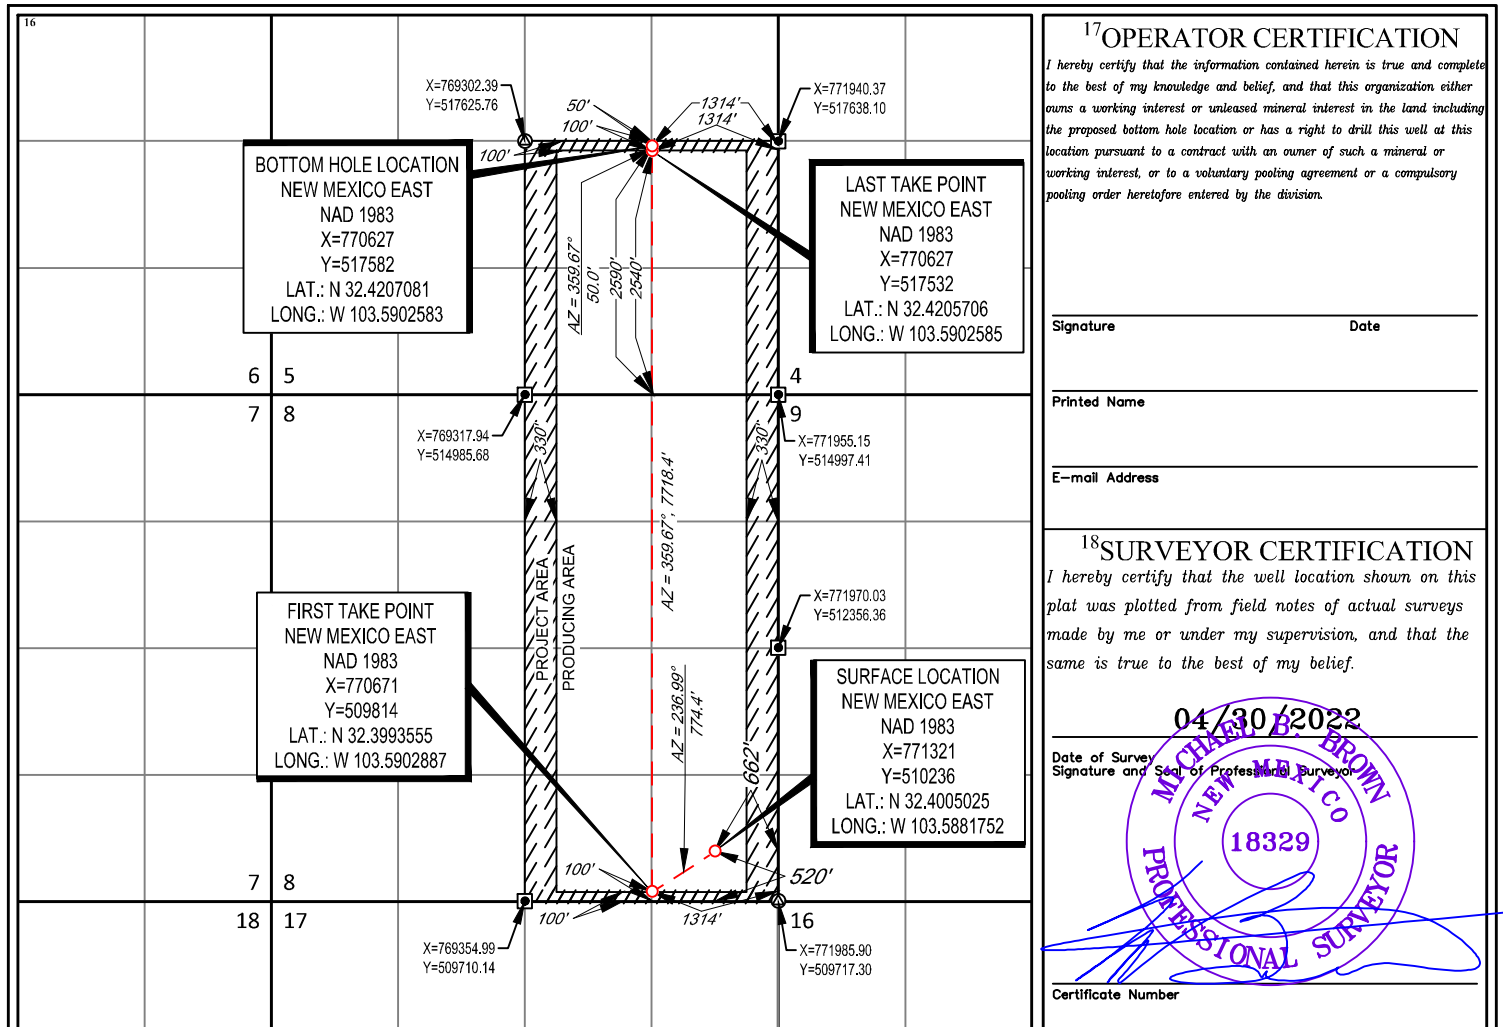 16
X=769302.39
Y=517625.76
50'
100'
100'
1314'
1314'
X=771940.37
Y=517638.10
BOTTOM HOLE LOCATION
NEW MEXICO EAST
NAD 1983
X=770627
Y=517582
LAT.: N 32.4207081
LONG.: W 103.5902583
LAST TAKE POINT
NEW MEXICO EAST
NAD 1983
X=770627
Y=517532
LAT.: N 32.4205706
LONG.: W 103.5902585
AZ = 359.67°
50.0'
2590'
2540'
6 5
4
7 8
9
X=769317.94
Y=514985.68
330'
330'
X=771955.15
Y=514997.41
AZ = 359.67°, 7718.4'
PROJECT AREA
PRODUCING AREA
X=771970.03
Y=512356.36
FIRST TAKE POINT
NEW MEXICO EAST
NAD 1983
X=770671
Y=509814
LAT.: N 32.3993555
LONG.: W 103.5902887
AZ = 236.99°
774.4'
662'
SURFACE LOCATION
NEW MEXICO EAST
NAD 1983
X=771321
Y=510236
LAT.: N 32.4005025
LONG.: W 103.5881752
100'
520'
7 8
18 17
100'
1314'
16
X=769354.99
Y=509710.14
X=771985.90
Y=509717.30
17OPERATOR CERTIFICATION
I hereby certify that the information contained herein is true and complete
to the best of my knowledge and belief, and that this organization either
owns a working interest or unleased mineral interest in the land including
the proposed bottom hole location or has a right to drill this well at this
location pursuant to a contract with an owner of such a mineral or
working interest, or to a voluntary pooling agreement or a compulsory
pooling order heretofore entered by the division.
Signature Date
Printed Name
E-mail Address
18SURVEYOR CERTIFICATION
I hereby certify that the well location shown on this
plat was plotted from field notes of actual surveys
made by me or under my supervision, and that the
same is true to the best of my belief.
04/30/2022
Date of Survey
Signature and Seal of Professional Surveyor
MICHAEL B. BROWN
NEW MEXICO
18329
PROFESSIONAL SURVEYOR
Certificate Number